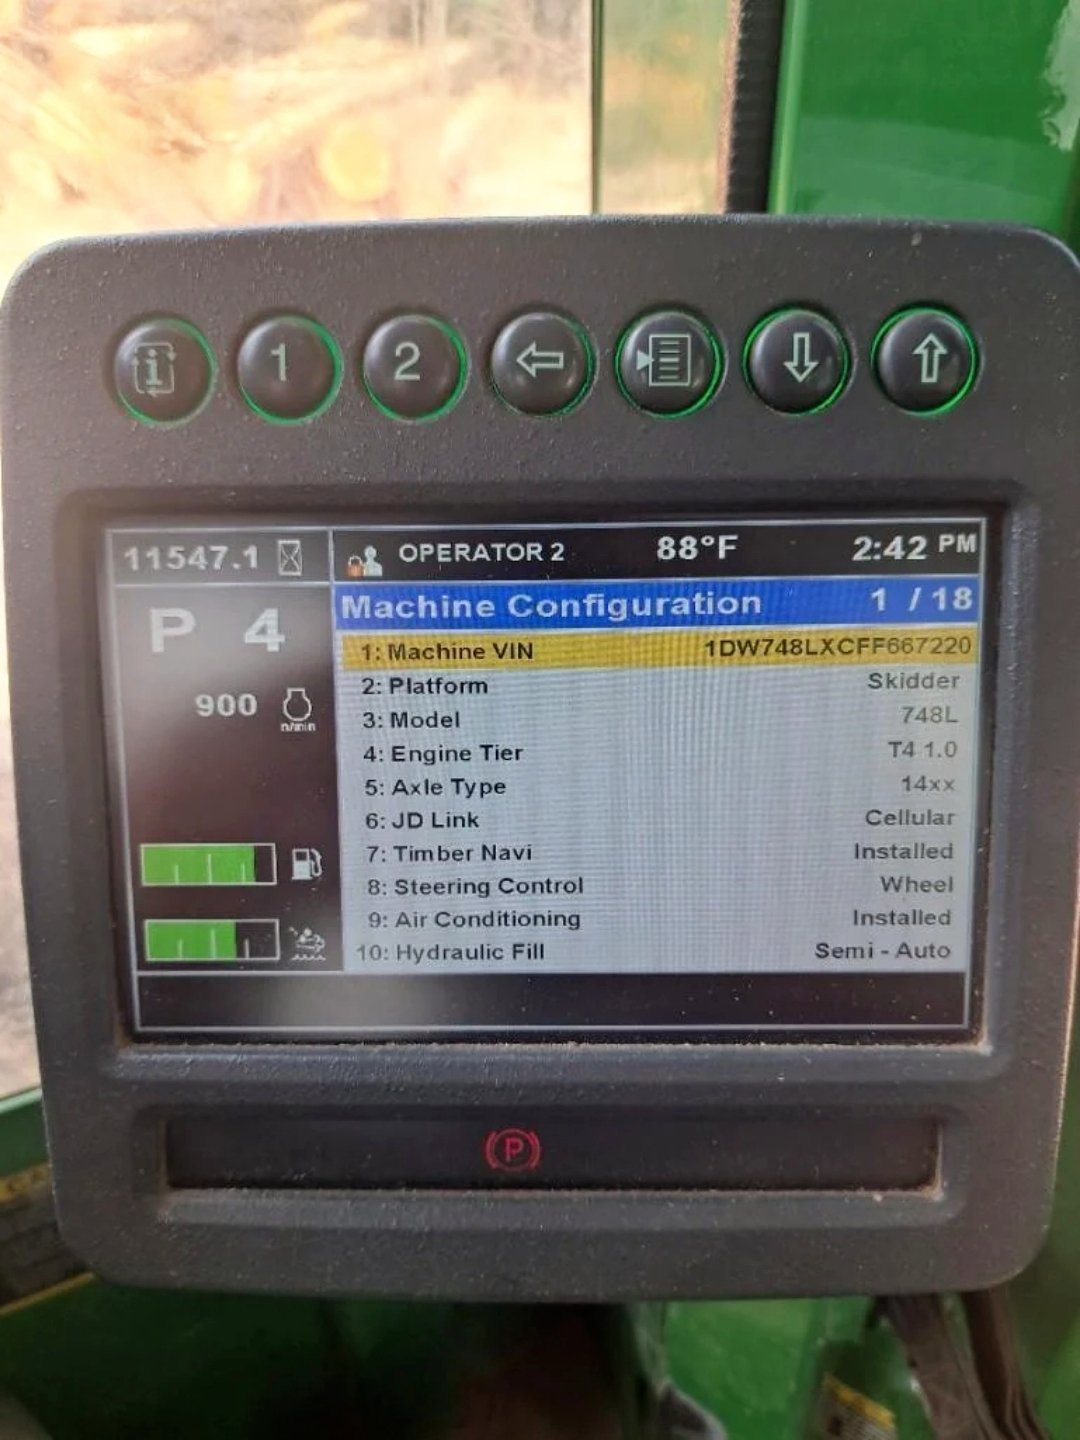 1 2
11547.1 OPERATOR 2 88°F 2:42 PM
Machine Configuration 1 / 18
P 4
900
n/min
1: Machine VIN 1DW748LXCFF667220
2: Platform Skidder
3: Model 748L
4: Engine Tier T4 1.0
5: Axle Type 14xx
6: JD Link Cellular
7: Timber Navi Installed
8: Steering Control Wheel
9: Air Conditioning Installed
10: Hydraulic Fill Semi - Auto
P